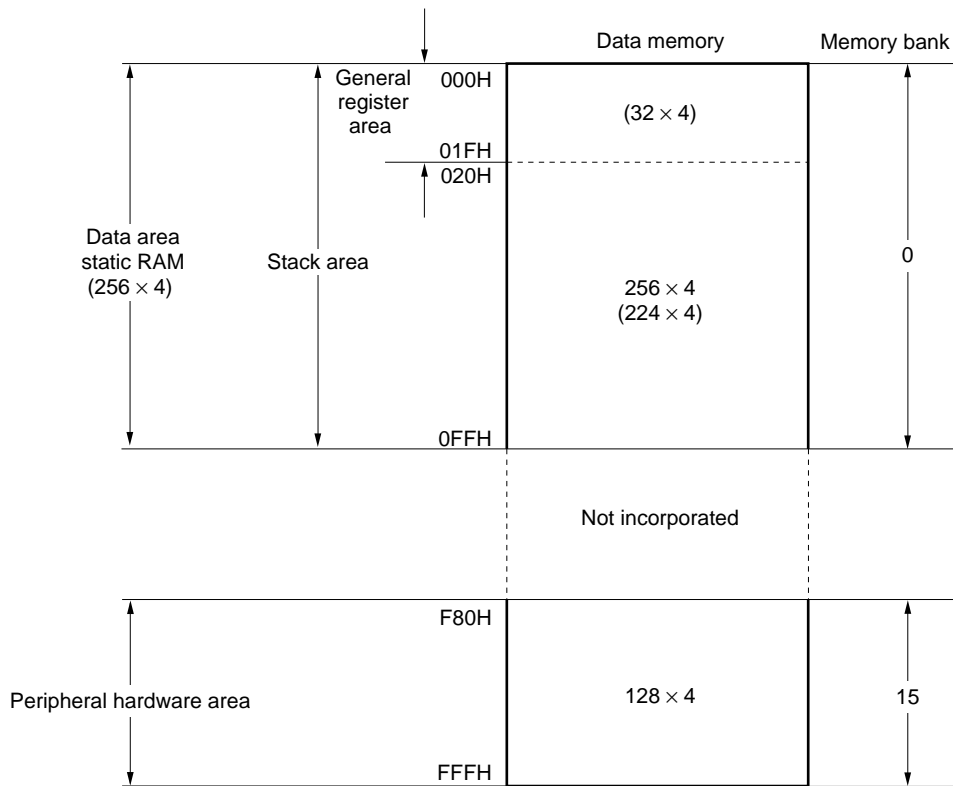 Data memory
Memory bank
General
register
area
000H
(32 × 4)
01FH
020H
Data area
static RAM
(256 × 4)
Stack area
256 × 4
(224 × 4)
0
0FFH
Not incorporated
F80H
Peripheral hardware area
128 × 4
15
FFFH